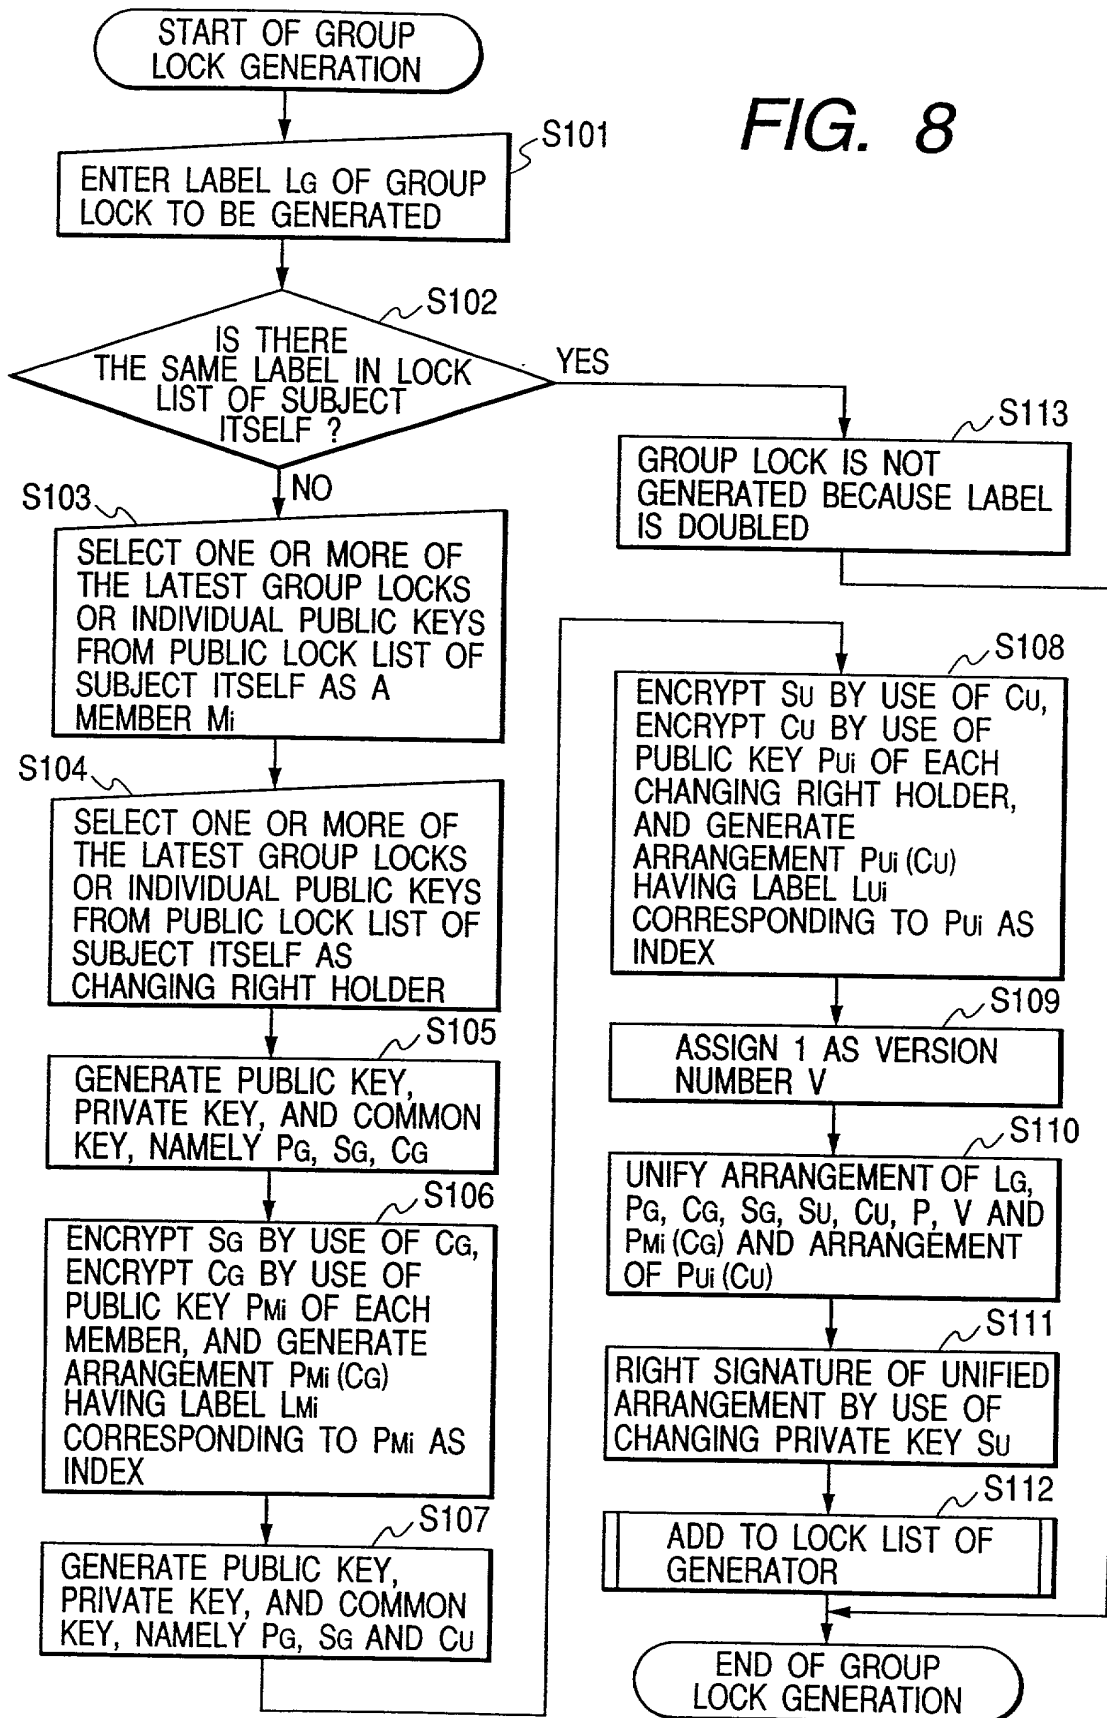 START OF GROUP
LOCK GENERATION
FIG. 8
S101
ENTER LABEL LG OF GROUP
LOCK TO BE GENERATED
S102
IS THERE
THE SAME LABEL IN LOCK
LIST OF SUBJECT
ITSELF ?
YES
NO
S113
GROUP LOCK IS NOT
GENERATED BECAUSE LABEL
IS DOUBLED
S103
SELECT ONE OR MORE OF
THE LATEST GROUP LOCKS
OR INDIVIDUAL PUBLIC KEYS
FROM PUBLIC LOCK LIST OF
SUBJECT ITSELF AS A
MEMBER Mi
S104
SELECT ONE OR MORE OF
THE LATEST GROUP LOCKS
OR INDIVIDUAL PUBLIC KEYS
FROM PUBLIC LOCK LIST OF
SUBJECT ITSELF AS
CHANGING RIGHT HOLDER
S105
GENERATE PUBLIC KEY,
PRIVATE KEY, AND COMMON
KEY, NAMELY PG, SG, CG
S106
ENCRYPT SG BY USE OF CG,
ENCRYPT CG BY USE OF
PUBLIC KEY PMi OF EACH
MEMBER, AND GENERATE
ARRANGEMENT PMi (CG)
HAVING LABEL LMi
CORRESPONDING TO PMi AS
INDEX
S107
GENERATE PUBLIC KEY,
PRIVATE KEY, AND COMMON
KEY, NAMELY PG, SG AND CU
S108
ENCRYPT SU BY USE OF CU,
ENCRYPT CU BY USE OF
PUBLIC KEY PUi OF EACH
CHANGING RIGHT HOLDER,
AND GENERATE
ARRANGEMENT PUi (CU)
HAVING LABEL LUi
CORRESPONDING TO PUi AS
INDEX
S109
ASSIGN 1 AS VERSION
NUMBER V
S110
UNIFY ARRANGEMENT OF LG,
PG, CG, SG, SU, CU, P, V AND
PMi (CG) AND ARRANGEMENT
OF PUi (CU)
S111
RIGHT SIGNATURE OF UNIFIED
ARRANGEMENT BY USE OF
CHANGING PRIVATE KEY SU
S112
ADD TO LOCK LIST OF
GENERATOR
END OF GROUP
LOCK GENERATION